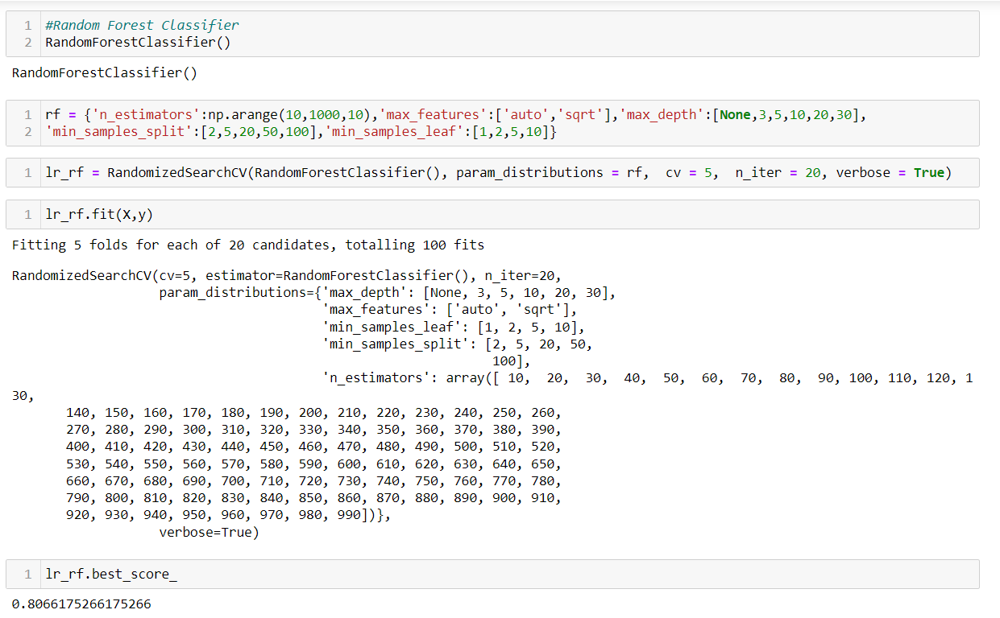 1 #Random Forest Classifier
2 RandomForestClassifier()
RandomForestClassifier()
1 rf = {'n_estimators':np.arange(10,1000,10),'max_features':['auto','sqrt'],'max_depth':[None,3,5,10,20,30],
2 'min_samples_split':[2,5,20,50,100],'min_samples_leaf':[1,2,5,10]}
1 lr_rf = RandomizedSearchCV(RandomForestClassifier(), param_distributions = rf,  cv = 5,  n_iter = 20, verbose = True)
1 lr_rf.fit(X,y)
Fitting 5 folds for each of 20 candidates, totalling 100 fits
RandomizedSearchCV(cv=5, estimator=RandomForestClassifier(), n_iter=20,
                   param_distributions={'max_depth': [None, 3, 5, 10, 20, 30],
                                        'max_features': ['auto', 'sqrt'],
                                        'min_samples_leaf': [1, 2, 5, 10],
                                        'min_samples_split': [2, 5, 20, 50,
                                                              100],
                                        'n_estimators': array([ 10,  20,  30,  40,  50,  60,  70,  80,  90, 100, 110, 120, 1
30,
       140, 150, 160, 170, 180, 190, 200, 210, 220, 230, 240, 250, 260,
       270, 280, 290, 300, 310, 320, 330, 340, 350, 360, 370, 380, 390,
       400, 410, 420, 430, 440, 450, 460, 470, 480, 490, 500, 510, 520,
       530, 540, 550, 560, 570, 580, 590, 600, 610, 620, 630, 640, 650,
       660, 670, 680, 690, 700, 710, 720, 730, 740, 750, 760, 770, 780,
       790, 800, 810, 820, 830, 840, 850, 860, 870, 880, 890, 900, 910,
       920, 930, 940, 950, 960, 970, 980, 990])},
                   verbose=True)
1 lr_rf.best_score_
0.8066175266175266